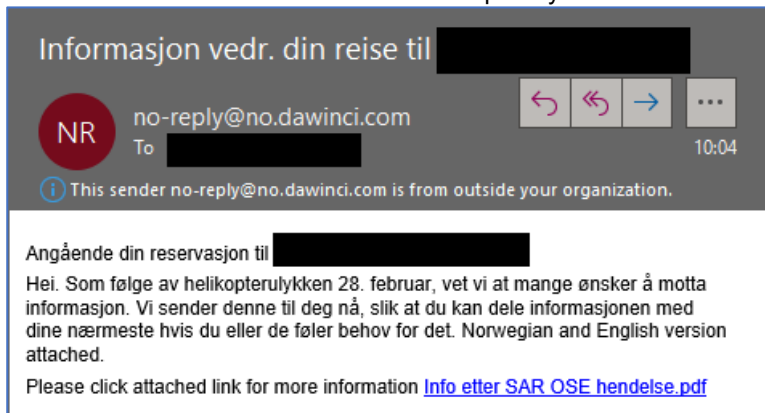 Informasjon vedr. din reise til
NR
no-reply@no.dawinci.com
To
10:04
This sender no-reply@no.dawinci.com is from outside your organization.
Angående din reservasjon til
Hei. Som følge av helikopterulykken 28. februar, vet vi at mange ønsker å motta
informasjon. Vi sender denne til deg nå, slik at du kan dele informasjonen med
dine nærmeste hvis du eller de føler behov for det. Norwegian and English version
attached.
Please click attached link for more information Info etter SAR OSE hendelse.pdf